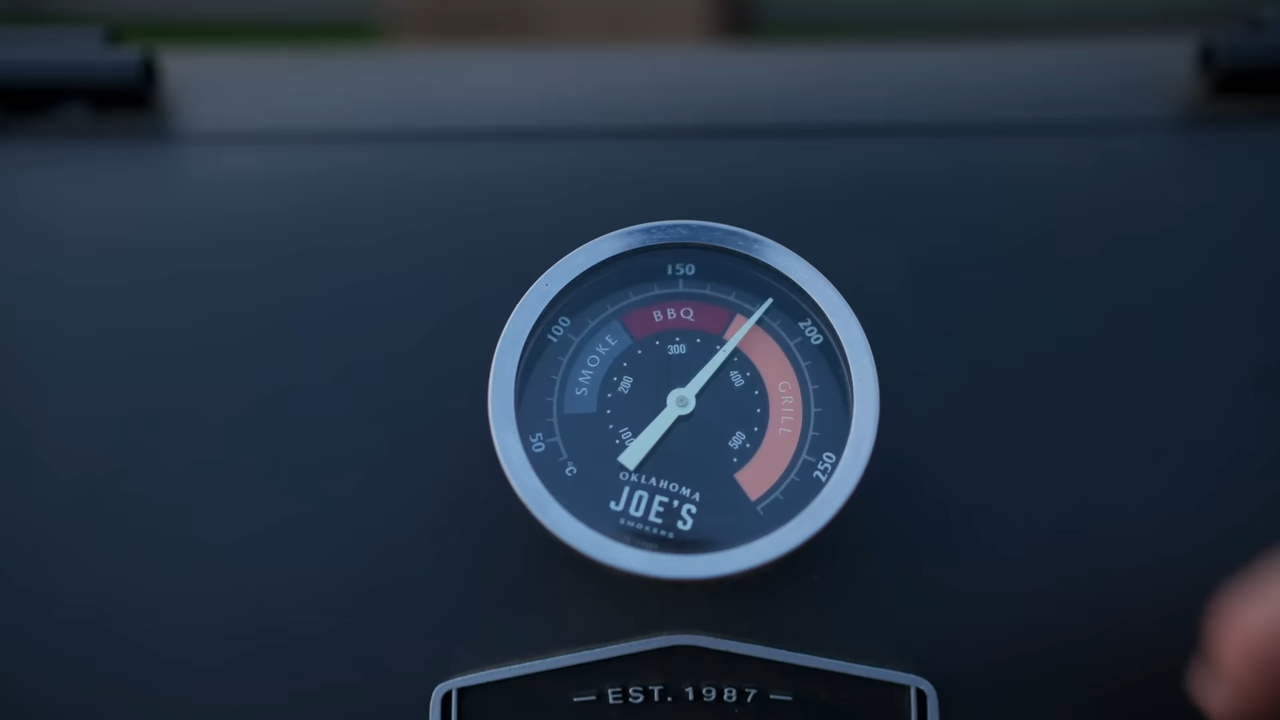 150
100
200
BBQ
SMOKE
300
200
400
GRILL
50
100
500
250
°C
OKLAHOMA
JOE'S
SMOKERS
— EST. 1987 —